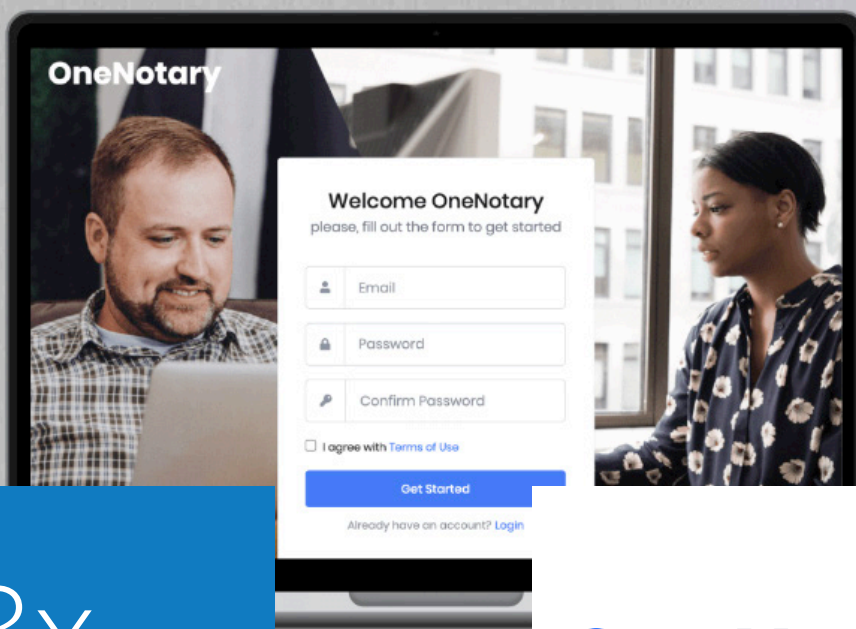 OneNotary
Welcome OneNotary
please, fill out the form to get started
Email
Password
Confirm Password
I agree with Terms of Use
Get Started
Already have an account? Login